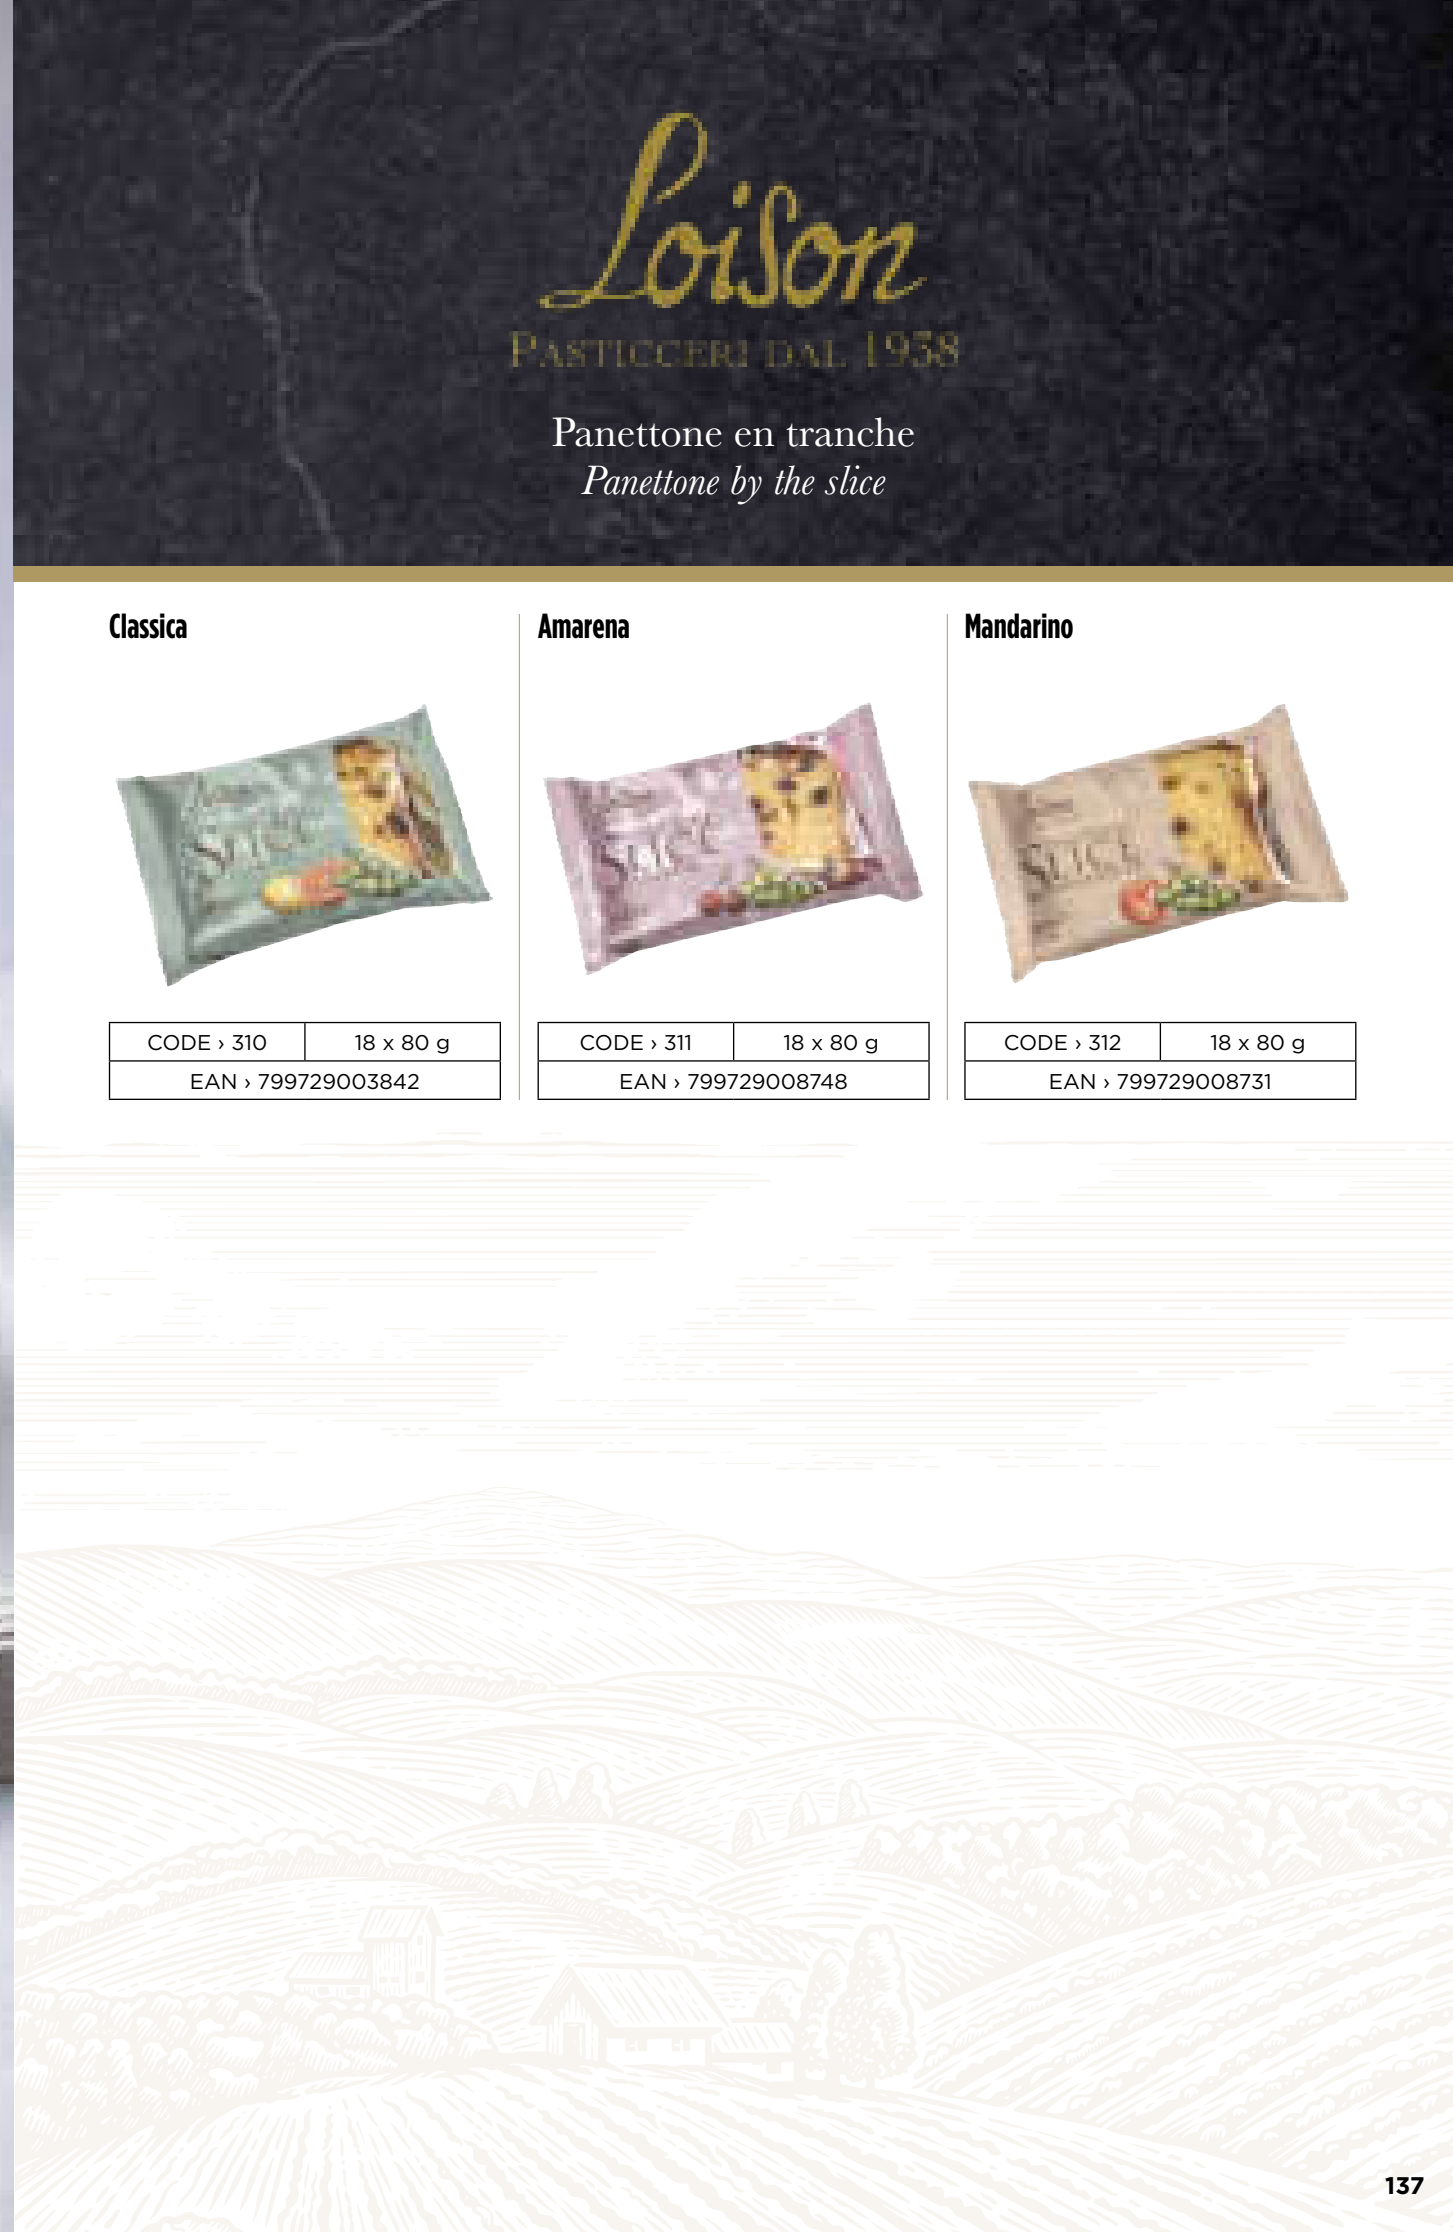 Loison
PASTICCERI DAL 1938
Panettone en tranche
Panettone by the slice
Classica
Amarena
Mandarino
CODE › 310
18 x 80 g
EAN › 799729003842
CODE › 311
18 x 80 g
EAN › 799729008748
CODE › 312
18 x 80 g
EAN › 799729008731
137